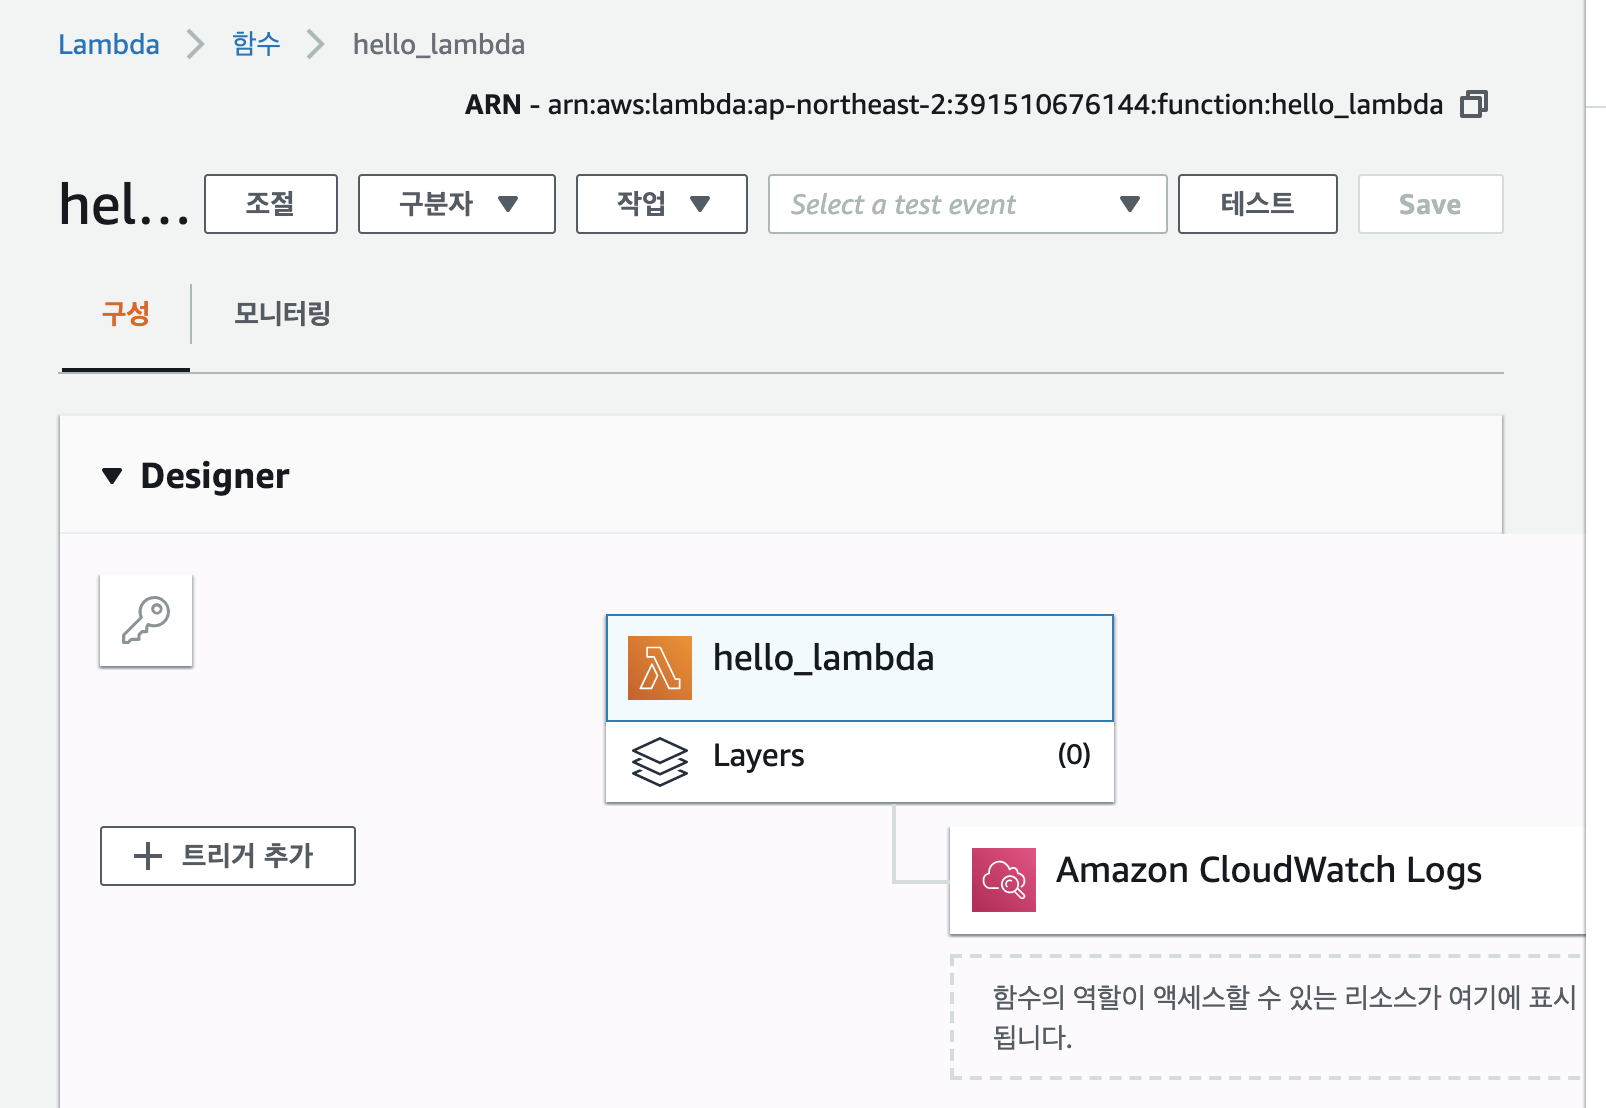 Lambda > 함수 > hello_lambda
ARN - arn:aws:lambda:ap-northeast-2:391510676144:function:hello_lambda
hel... 조절 구분자 작업 Select a test event 테스트 Save
구성 모니터링
Designer
hello_lambda
Layers (0)
트리거 추가
Amazon CloudWatch Logs
함수의 역할이 액세스할 수 있는 리소스가 여기에 표시
됩니다.